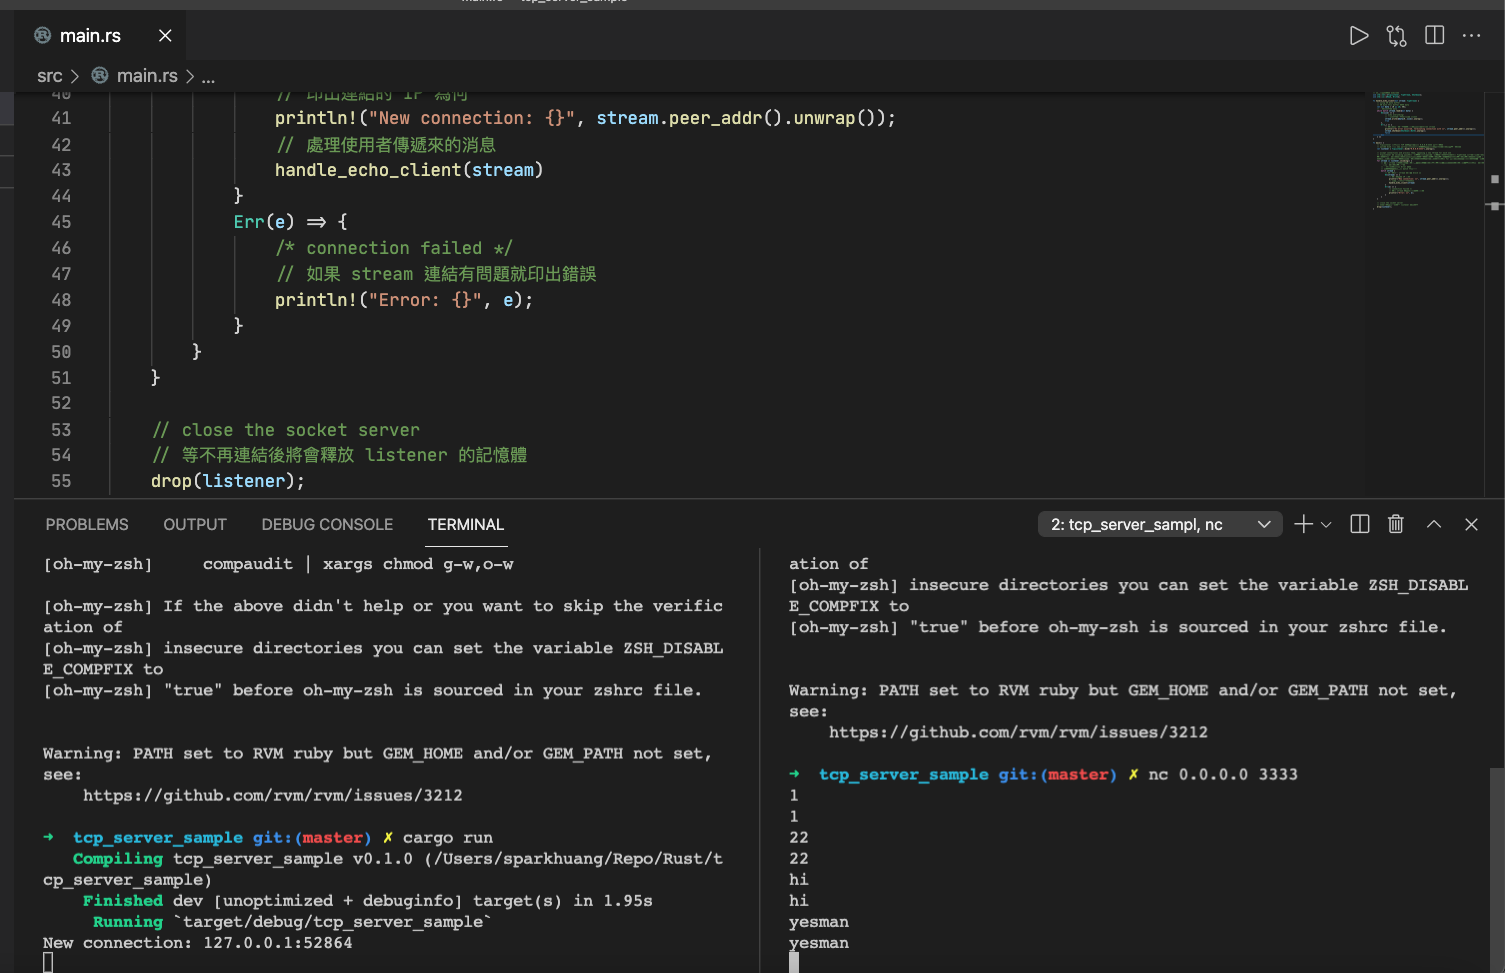 main.rs
src > main.rs > ...
40 // 印出連結的 IP 為何
41 println!("New connection: {}", stream.peer_addr().unwrap());
42 // 處理使用者傳遞來的消息
43 handle_echo_client(stream)
44 }
45 Err(e) => {
46 /* connection failed */
47 // 如果 stream 連結有問題就印出錯誤
48 println!("Error: {}", e);
49 }
50 }
51 }
52
53 // close the socket server
54 // 等不再連結後將會釋放 listener 的記憶體
55 drop(listener);
PROBLEMS OUTPUT DEBUG CONSOLE TERMINAL 2: tcp_server_sampl, nc
[oh-my-zsh] compaudit | xargs chmod g-w,o-w
[oh-my-zsh] If the above didn't help or you want to skip the verific
ation of
[oh-my-zsh] insecure directories you can set the variable ZSH_DISABL
E_COMPFIX to
[oh-my-zsh] "true" before oh-my-zsh is sourced in your zshrc file.
Warning: PATH set to RVM ruby but GEM_HOME and/or GEM_PATH not set,
see:
https://github.com/rvm/rvm/issues/3212
➜ tcp_server_sample git:(master) ✗ cargo run
Compiling tcp_server_sample v0.1.0 (/Users/sparkhuang/Repo/Rust/t
cp_server_sample)
Finished dev [unoptimized + debuginfo] target(s) in 1.95s
Running `target/debug/tcp_server_sample`
New connection: 127.0.0.1:52864
ation of
[oh-my-zsh] insecure directories you can set the variable ZSH_DISABL
E_COMPFIX to
[oh-my-zsh] "true" before oh-my-zsh is sourced in your zshrc file.
Warning: PATH set to RVM ruby but GEM_HOME and/or GEM_PATH not set,
see:
https://github.com/rvm/rvm/issues/3212
➜ tcp_server_sample git:(master) ✗ nc 0.0.0.0 3333
1
1
22
22
hi
hi
yesman
yesman